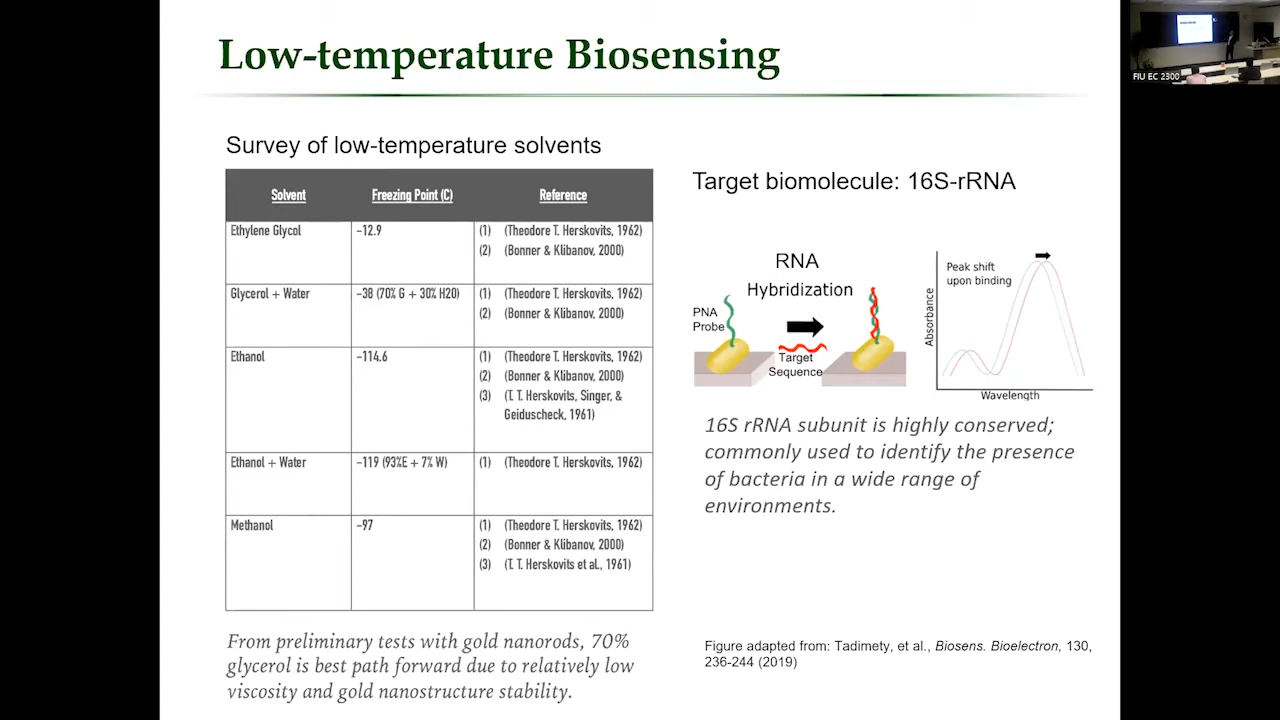 Low-temperature Biosensing
FIU EC 2300
Survey of low-temperature solvents
Solvent Freezing Point (C) Reference
Ethylene Glycol −12.9 (1) (Theodore T. Herskovits, 1962)
(2) (Bonner & Klibanov, 2000)
Glycerol + Water −38 (70% G + 30% H20) (1) (Theodore T. Herskovits, 1962)
(2) (Bonner & Klibanov, 2000)
Ethanol −114.6 (1) (Theodore T. Herskovits, 1962)
(2) (Bonner & Klibanov, 2000)
(3) (T. T. Herskovits, Singer, &
Geiduscheck, 1961)
Ethanol + Water −119 (93%E + 7% W) (1) (Theodore T. Herskovits, 1962)
Methanol −97 (1) (Theodore T. Herskovits, 1962)
(2) (Bonner & Klibanov, 2000)
(3) (T. T. Herskovits et al., 1961)
From preliminary tests with gold nanorods, 70%
glycerol is best path forward due to relatively low
viscosity and gold nanostructure stability.
Target biomolecule: 16S-rRNA
RNA
Hybridization
PNA
Probe
Target
Sequence
Peak shift
upon binding
Absorbance
Wavelength
16S rRNA subunit is highly conserved;
commonly used to identify the presence
of bacteria in a wide range of
environments.
Figure adapted from: Tadimety, et al., Biosens. Bioelectron, 130,
236-244 (2019)